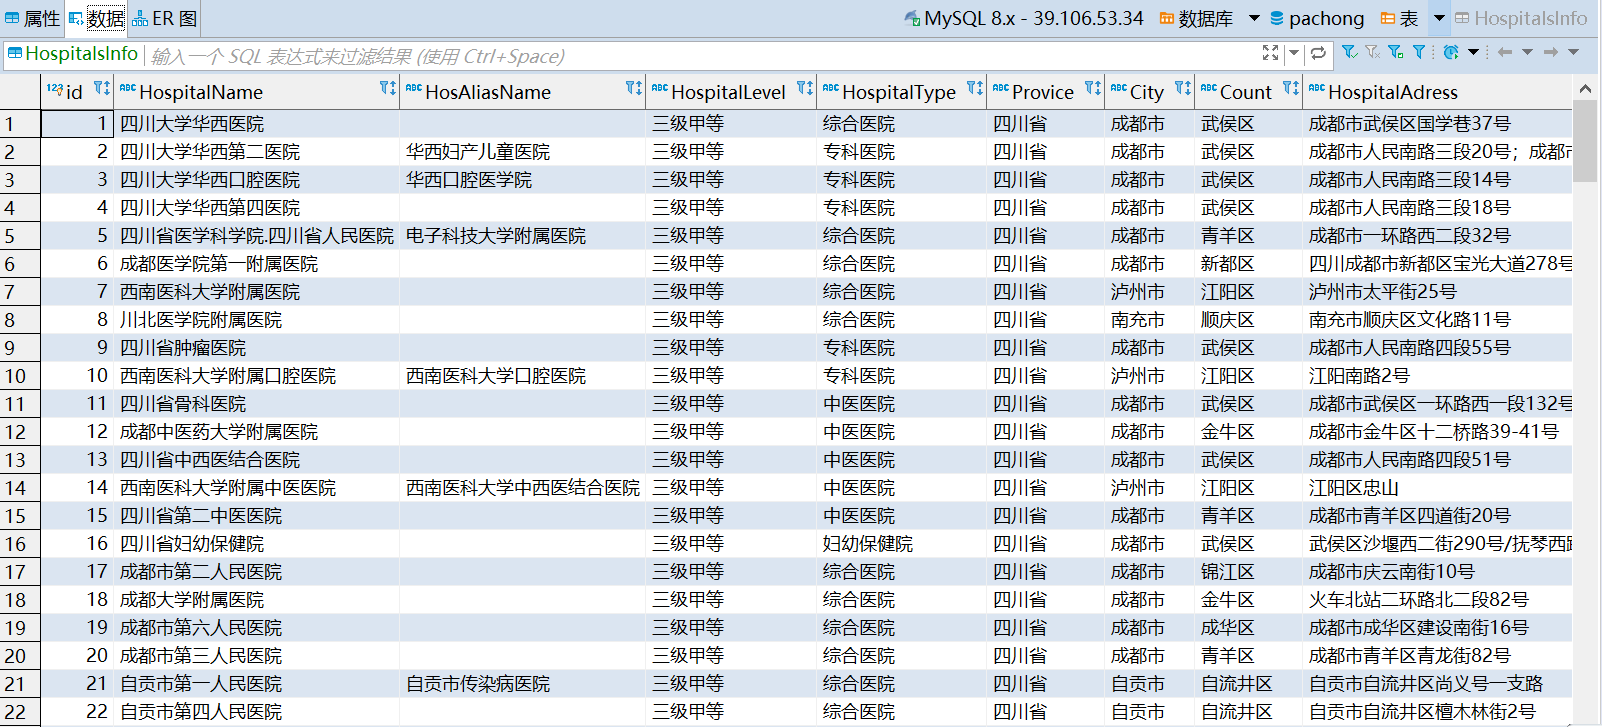 属性 数据 ER 图 MySQL 8.x - 39.106.53.34 数据库 pachong 表 HospitalsInfo
HospitalsInfo 输入一个 SQL 表达式来过滤结果 (使用 Ctrl+Space)
123 id ABC HospitalName ABC HosAliasName ABC HospitalLevel ABC HospitalType ABC Provice ABC City ABC Count ABC HospitalAdress
1 1 四川大学华西医院 三级甲等 综合医院 四川省 成都市 武侯区 成都市武侯区国学巷37号
2 2 四川大学华西第二医院 华西妇产儿童医院 三级甲等 专科医院 四川省 成都市 武侯区 成都市人民南路三段20号；成都市
3 3 四川大学华西口腔医院 华西口腔医学院 三级甲等 专科医院 四川省 成都市 武侯区 成都市人民南路三段14号
4 4 四川大学华西第四医院 三级甲等 专科医院 四川省 成都市 武侯区 成都市人民南路三段18号
5 5 四川省医学科学院.四川省人民医院 电子科技大学附属医院 三级甲等 综合医院 四川省 成都市 青羊区 成都市一环路西二段32号
6 6 成都医学院第一附属医院 三级甲等 综合医院 四川省 成都市 新都区 四川成都市新都区宝光大道278号
7 7 西南医科大学附属医院 三级甲等 综合医院 四川省 泸州市 江阳区 泸州市太平街25号
8 8 川北医学院附属医院 三级甲等 综合医院 四川省 南充市 顺庆区 南充市顺庆区文化路11号
9 9 四川省肿瘤医院 三级甲等 专科医院 四川省 成都市 武侯区 成都市人民南路四段55号
10 10 西南医科大学附属口腔医院 西南医科大学口腔医院 三级甲等 专科医院 四川省 泸州市 江阳区 江阳南路2号
11 11 四川省骨科医院 三级甲等 中医医院 四川省 成都市 武侯区 成都市武侯区一环路西一段132号
12 12 成都中医药大学附属医院 三级甲等 中医医院 四川省 成都市 金牛区 成都市金牛区十二桥路39-41号
13 13 四川省中西医结合医院 三级甲等 中医医院 四川省 成都市 武侯区 成都市人民南路四段51号
14 14 西南医科大学附属中医医院 西南医科大学中西医结合医院 三级甲等 中医医院 四川省 泸州市 江阳区 江阳区忠山
15 15 四川省第二中医医院 三级甲等 中医医院 四川省 成都市 青羊区 成都市青羊区四道街20号
16 16 四川省妇幼保健院 三级甲等 妇幼保健院 四川省 成都市 武侯区 武侯区沙堰西二街290号/抚琴西路
17 17 成都市第二人民医院 三级甲等 综合医院 四川省 成都市 锦江区 成都市庆云南街10号
18 18 成都大学附属医院 三级甲等 综合医院 四川省 成都市 金牛区 火车北站二环路北二段82号
19 19 成都市第六人民医院 三级甲等 综合医院 四川省 成都市 成华区 成都市成华区建设南街16号
20 20 成都市第三人民医院 三级甲等 综合医院 四川省 成都市 青羊区 成都市青羊区青龙街82号
21 21 自贡市第一人民医院 自贡市传染病医院 三级甲等 综合医院 四川省 自贡市 自流井区 自贡市自流井区尚义号一支路
22 22 自贡市第四人民医院 三级甲等 综合医院 四川省 自贡市 自流井区 自贡市自流井区檀木林街2号